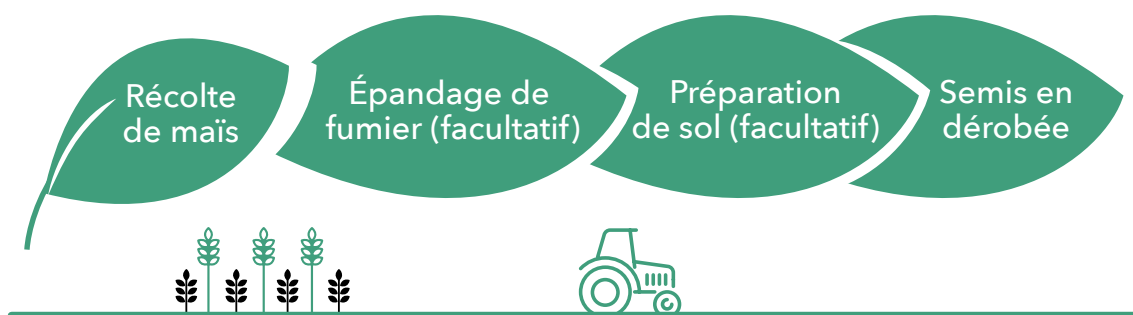 Récolte
de maïs
Épandage de
fumier (facultatif)
Préparation
de sol (facultatif)
Semis en
dérobée